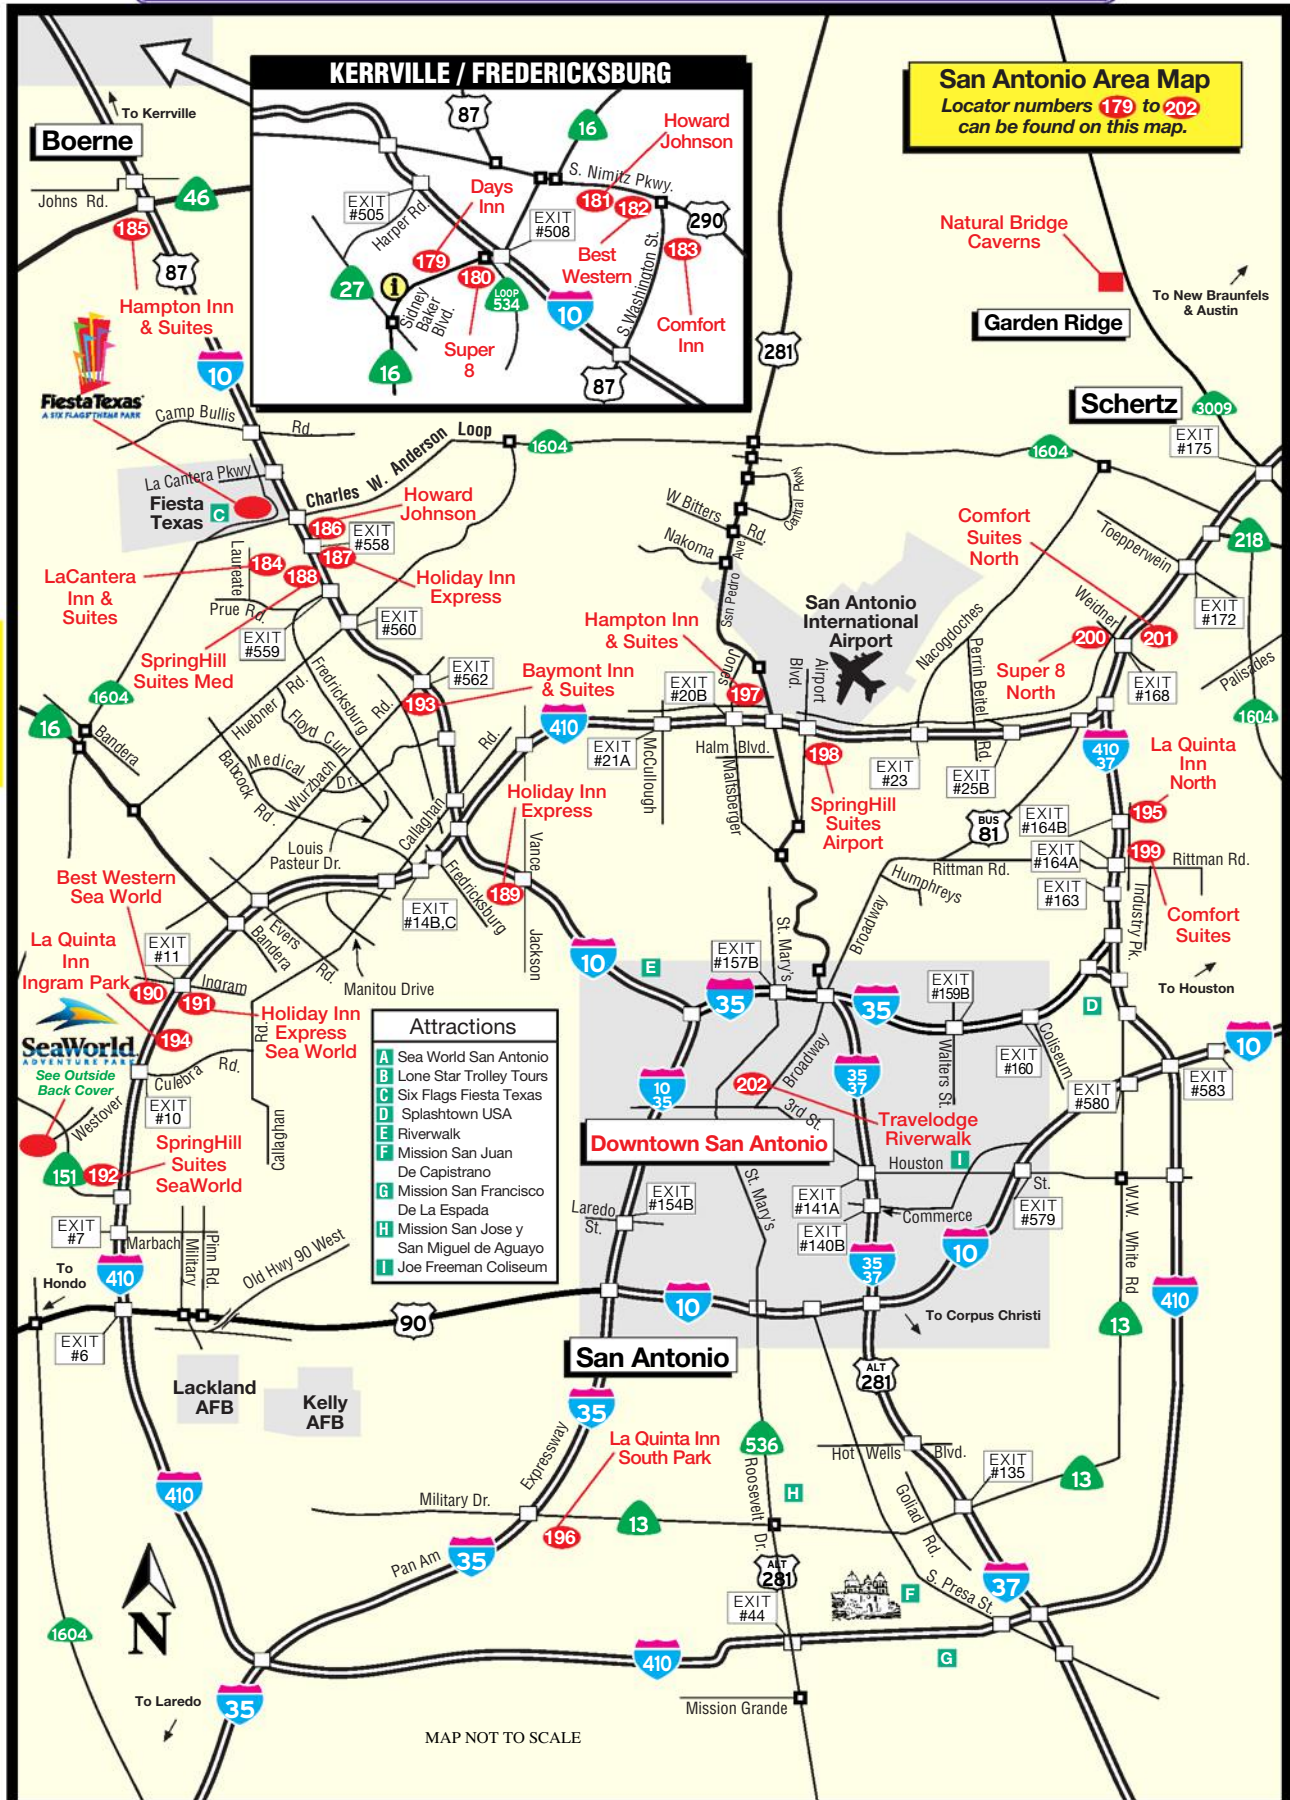 KERRVILLE / FREDERICKSBURG
San Antonio Area Map
Locator numbers 179 to 202
can be found on this map.
To Kerrville
Boerne
Johns Rd.
46
185
87
Hampton Inn
& Suites
10
87
16
Howard
Johnson
S. Nimitz Pkwy.
181
182
290
EXIT
#505
Harper Rd.
Days
Inn
EXIT
#508
179
180
Best
Western
183
S. Washington St.
27
i
Sidney
Baker
Blvd.
LOOP
534
10
Super
8
Comfort
Inn
16
87
281
Natural Bridge
Caverns
To New Braunfels
& Austin
Garden Ridge
Schertz
3009
EXIT
#175
FiestaTexas
A SIX FLAGS THEME PARK
Camp Bullis
Rd.
Charles W. Anderson Loop
1604
1604
La Cantera Pkwy
Fiesta
Texas
C
Howard
Johnson
186
EXIT
#558
187
Laureate
184
188
LaCantera
Inn &
Suites
Holiday Inn
Express
Prue Rd.
EXIT
#559
EXIT
#560
SpringHill
Suites Med
W Bitters
Rd.
Central Pkwy
Nakoma
Ssn Pedro
Ave.
San Antonio
International
Airport
Comfort
Suites
North
Toepperwein
218
EXIT
#172
Weidner
Nacogdoches
Perrin Beitel
Rd.
200
201
Super 8
North
EXIT
#168
Palisades
1604
Hampton Inn
& Suites
Jones
Airport
Blvd.
EXIT
#562
193
Baymont Inn
& Suites
Fredericksburg
Rd.
1604
16
Bandera
Huebner
Rd.
Floyd Curl
Medical
Dr.
Babcock
Rd.
Wurzbach
Louis
Pasteur Dr.
Callaghan
Rd.
410
EXIT
#20B
197
EXIT
#21A
McCullough
Halm Blvd.
Maltsberger
198
SpringHill
Suites
Airport
EXIT
#23
EXIT
#25B
410
37
La Quinta
Inn
North
BUS
81
EXIT
#164B
195
EXIT
#164A
199
Rittman Rd.
Rittman Rd.
EXIT
#163
Industry Pk.
Comfort
Suites
Holiday Inn
Express
Vance
189
Jackson
Humphreys
Broadway
Best Western
Sea World
La Quinta
Inn
Ingram Park
EXIT
#11
Evers
Rd.
Bandera
EXIT
#14B,C
Fredericksburg
Manitou Drive
190
191
Ingram
Rd.
194
Holiday Inn
Express
Sea World
SeaWorld
ADVENTURE PARK
See Outside
Back Cover
Culebra
Rd.
EXIT
#10
Westover
151
192
SpringHill
Suites
SeaWorld
Callaghan
10
E
EXIT
#157B
St. Mary's
35
35
EXIT
#159B
D
To Houston
Walters St.
EXIT
#160
Coliseum
10
EXIT
#580
EXIT
#583
Attractions
A Sea World San Antonio
B Lone Star Trolley Tours
C Six Flags Fiesta Texas
D Splashtown USA
E Riverwalk
F Mission San Juan
De Capistrano
G Mission San Francisco
De La Espada
H Mission San Jose y
San Miguel de Aguayo
I Joe Freeman Coliseum
10
35
202
Broadway
35
37
3rd St.
Travelodge
Riverwalk
Downtown San Antonio
Houston
I
St.
St. Mary's
EXIT
#154B
Laredo
St.
EXIT
#141A
Commerce
EXIT
#140B
EXIT
#579
W.W. White Rd
35
37
10
EXIT
#7
Marbach
Military
Pinn Rd.
Old Hwy 90 West
To
Hondo
410
90
10
To Corpus Christi
13
410
EXIT
#6
San Antonio
ALT
281
Lackland
AFB
Kelly
AFB
35
Expressway
La Quinta Inn
South Park
536
Roosevelt Dr.
Hot Wells
Blvd.
EXIT
#135
13
410
Military Dr.
196
13
H
Goliad
Rd.
Pan Am
35
ALT
281
EXIT
#44
F
S. Presa St.
37
N
1604
410
G
To Laredo
35
Mission Grande
MAP NOT TO SCALE